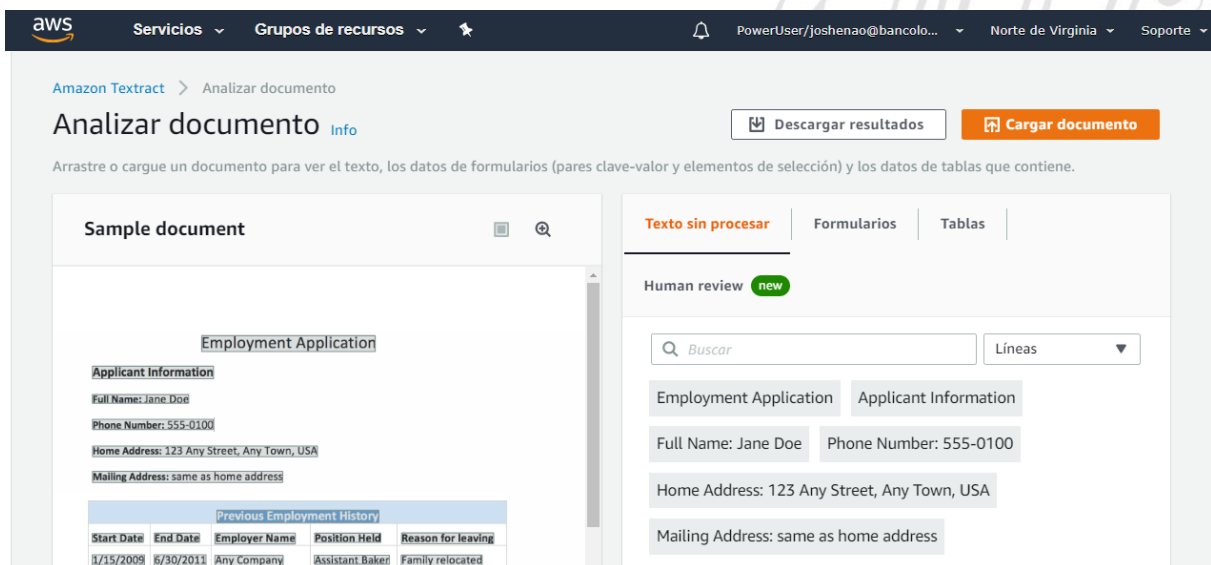 aws Servicios Grupos de recursos PowerUser/joshenao@bancolo... Norte de Virginia Soporte
Amazon Textract > Analizar documento
Analizar documento Info
Descargar resultados
Cargar documento
Arrastre o cargue un documento para ver el texto, los datos de formularios (pares clave-valor y elementos de selección) y los datos de tablas que contiene.
Sample document
Employment Application
Applicant Information
Full Name: Jane Doe
Phone Number: 555-0100
Home Address: 123 Any Street, Any Town, USA
Mailing Address: same as home address
Previous Employment History
Start Date End Date Employer Name Position Held Reason for leaving
1/15/2009 6/30/2011 Any Company Assistant Baker Family relocated
Texto sin procesar Formularios Tablas
Human review new
Buscar Líneas
Employment Application Applicant Information
Full Name: Jane Doe Phone Number: 555-0100
Home Address: 123 Any Street, Any Town, USA
Mailing Address: same as home address